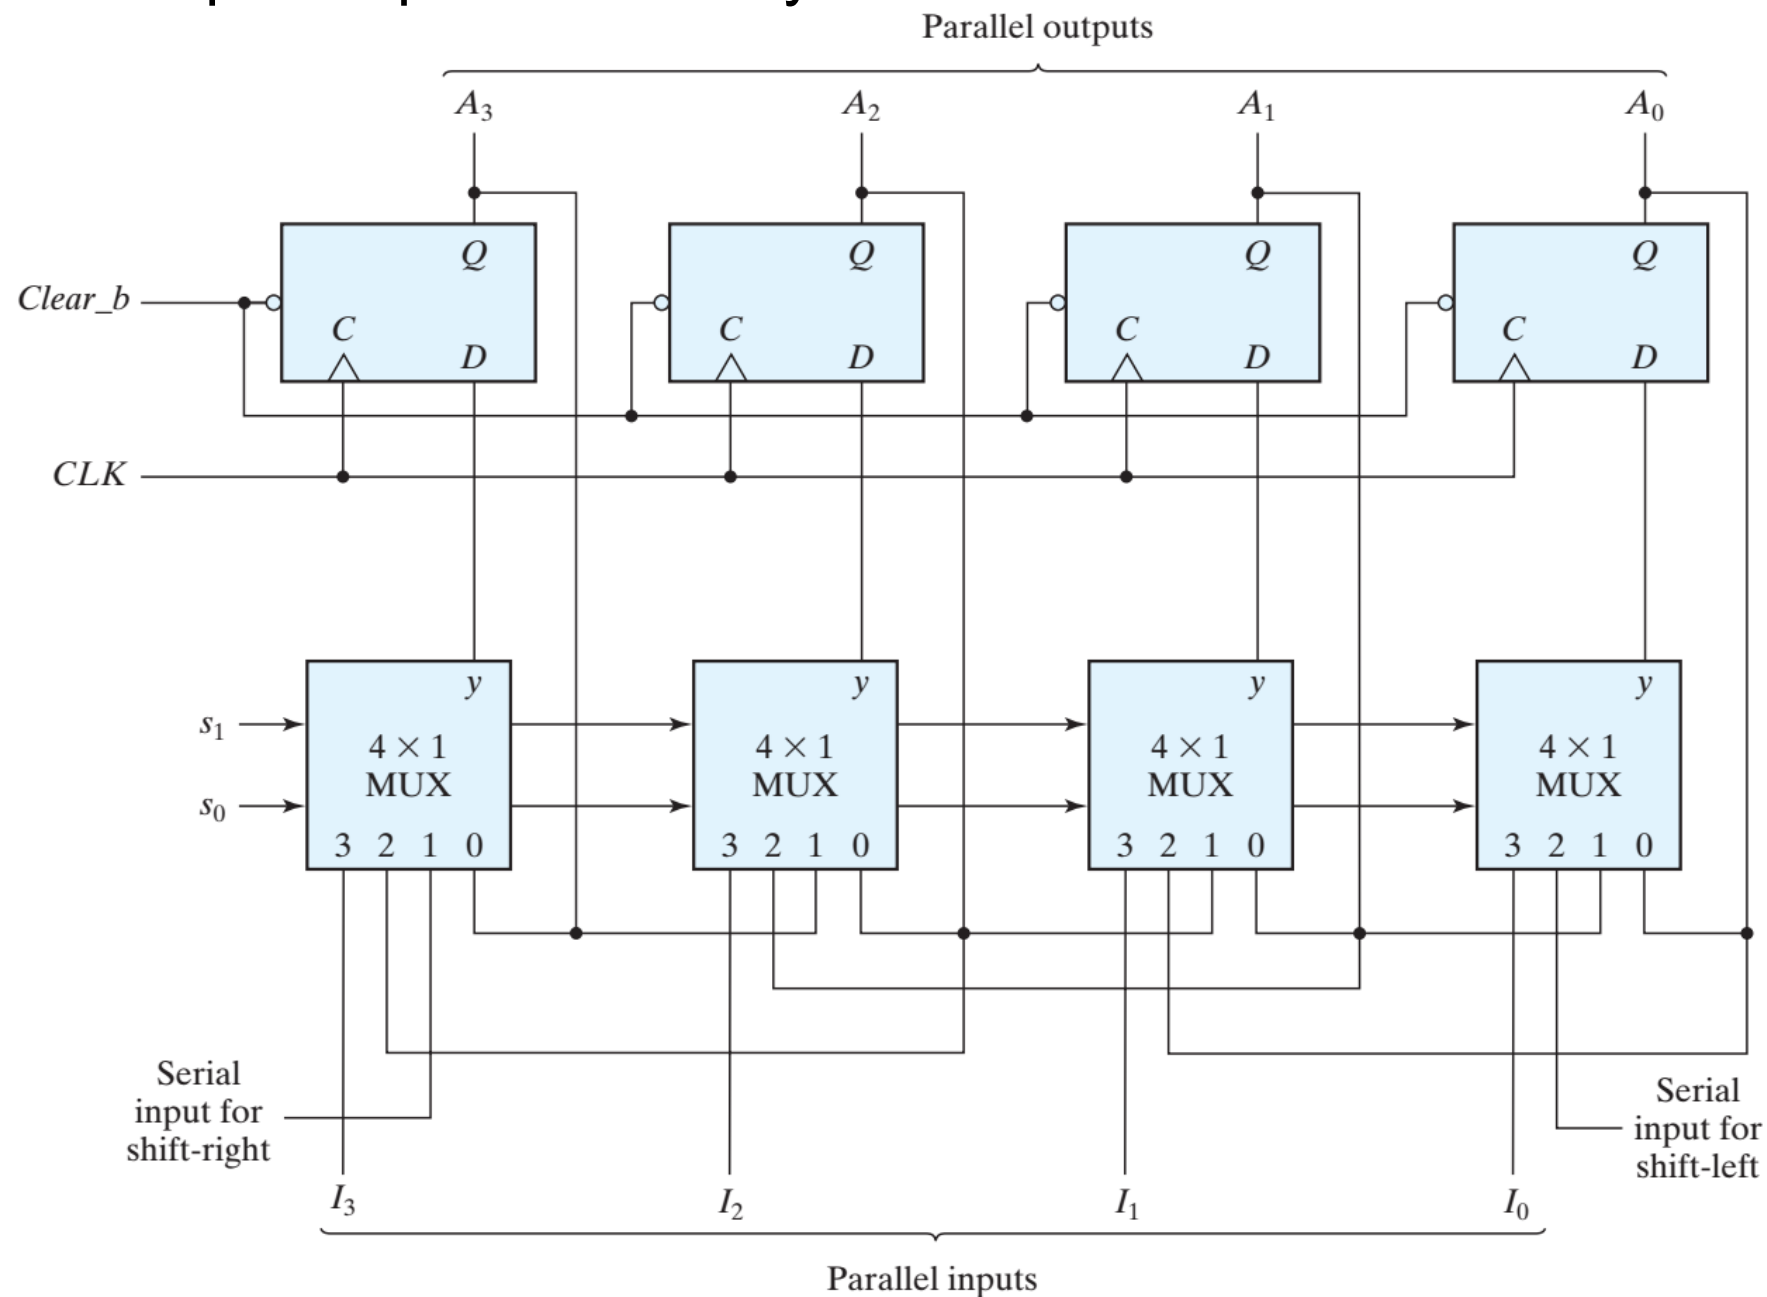 Parallel outputs
A3 A2 A1 A0
Q Q Q Q
Clear_b
C C C C
D D D D
CLK
y y y y
s1
4 × 1 4 × 1 4 × 1 4 × 1
MUX MUX MUX MUX
s0
3 2 1 0 3 2 1 0 3 2 1 0 3 2 1 0
Serial
input for
shift-right
Serial
input for
shift-left
I3 I2 I1 I0
Parallel inputs